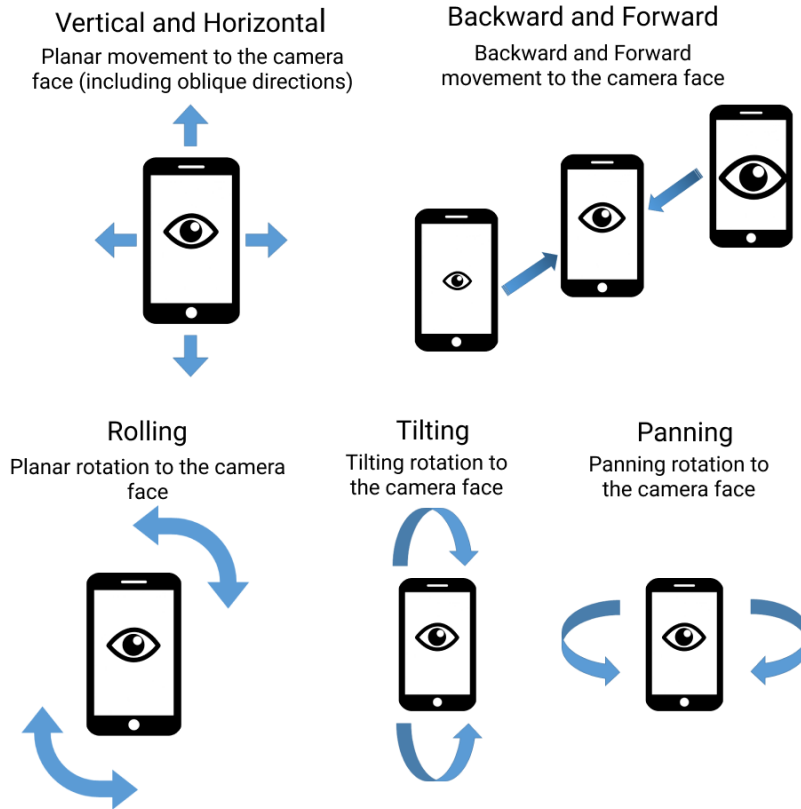 Vertical and Horizontal
Planar movement to the camera
face (including oblique directions)
Backward and Forward
Backward and Forward
movement to the camera face
Rolling
Planar rotation to the camera
face
Tilting
Tilting rotation to
the camera face
Panning
Panning rotation to
the camera face